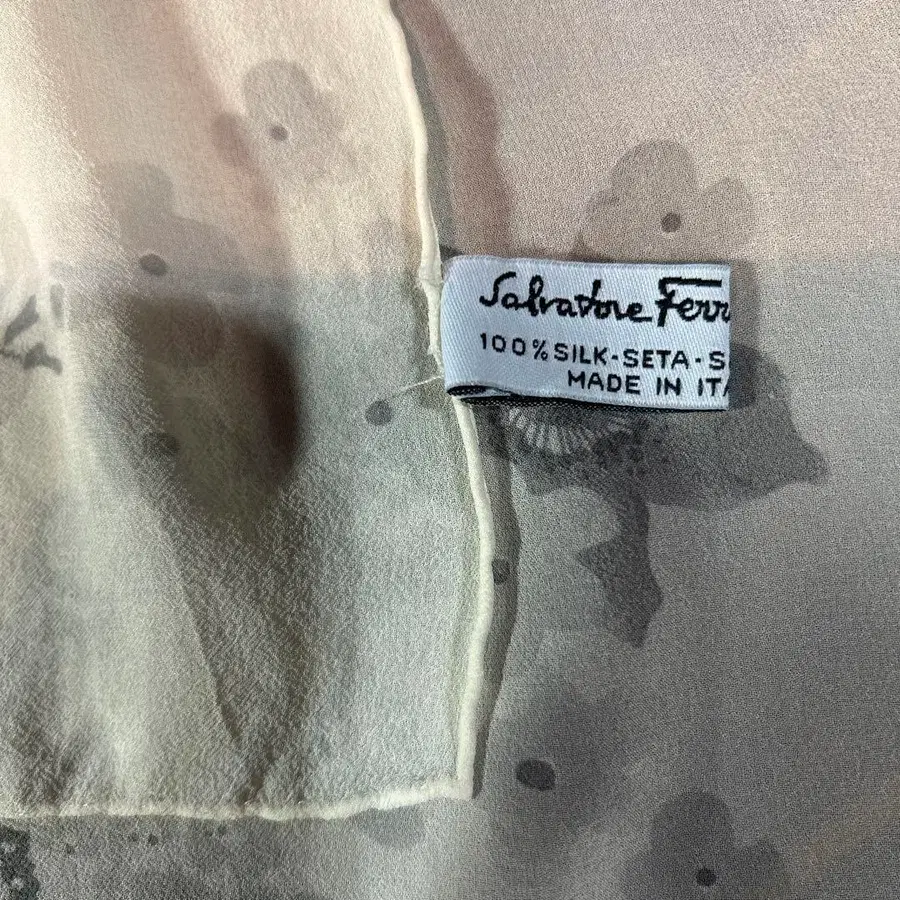 Salvatore Ferr
100% SILK-SETA-S
MADE IN ITA